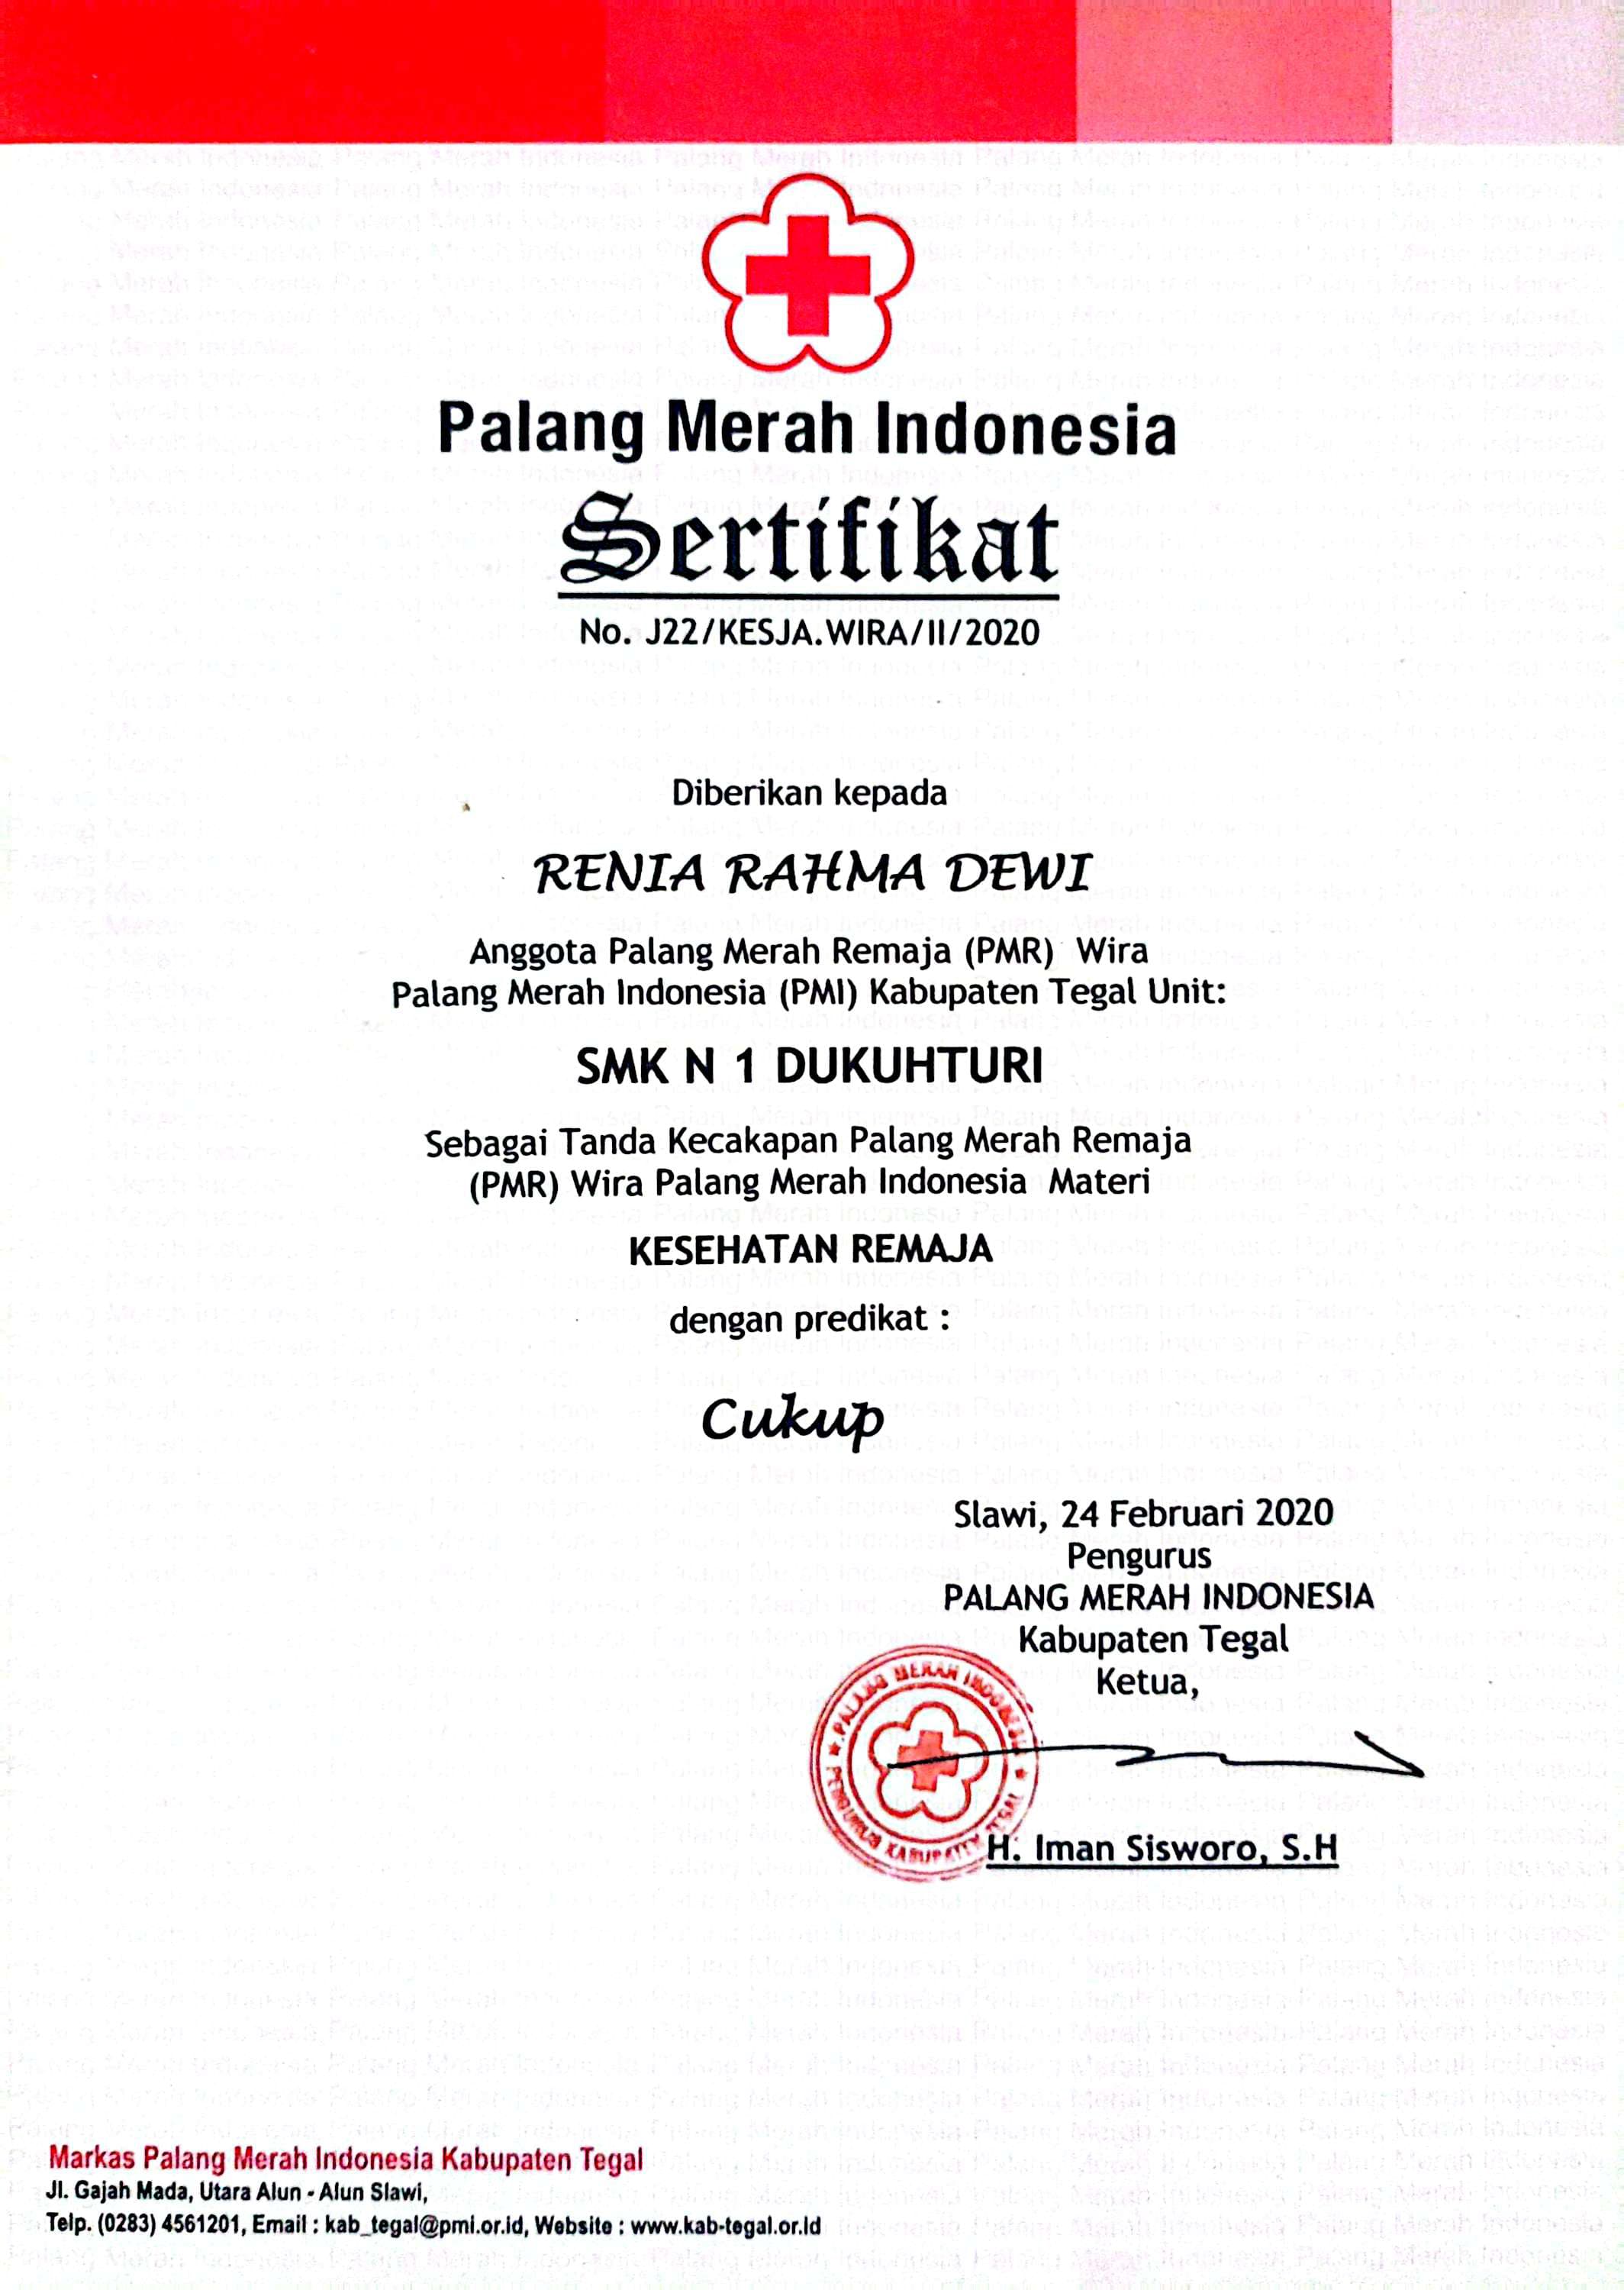 Palang Merah Indonesia
Sertifikat
No. J22/KESJA.WIRA/II/2020
Diberikan kepada
RENIA RAHMA DEWI
Anggota Palang Merah Remaja (PMR) Wira
Palang Merah Indonesia (PMI) Kabupaten Tegal Unit:
SMK N 1 DUKUHTURI
Sebagai Tanda Kecakapan Palang Merah Remaja
(PMR) Wira Palang Merah Indonesia Materi
KESEHATAN REMAJA
dengan predikat :
Cukup
Slawi, 24 Februari 2020
Pengurus
PALANG MERAH INDONESIA
Kabupaten Tegal
Ketua,
PALANG MERAH INDONESIA
PENGURUS KABUPATEN TEGAL
H. Iman Sisworo, S.H
Markas Palang Merah Indonesia Kabupaten Tegal
Jl. Gajah Mada, Utara Alun - Alun Slawi,
Telp. (0283) 4561201, Email : kab_tegal@pmi.or.id, Website : www.kab-tegal.or.id